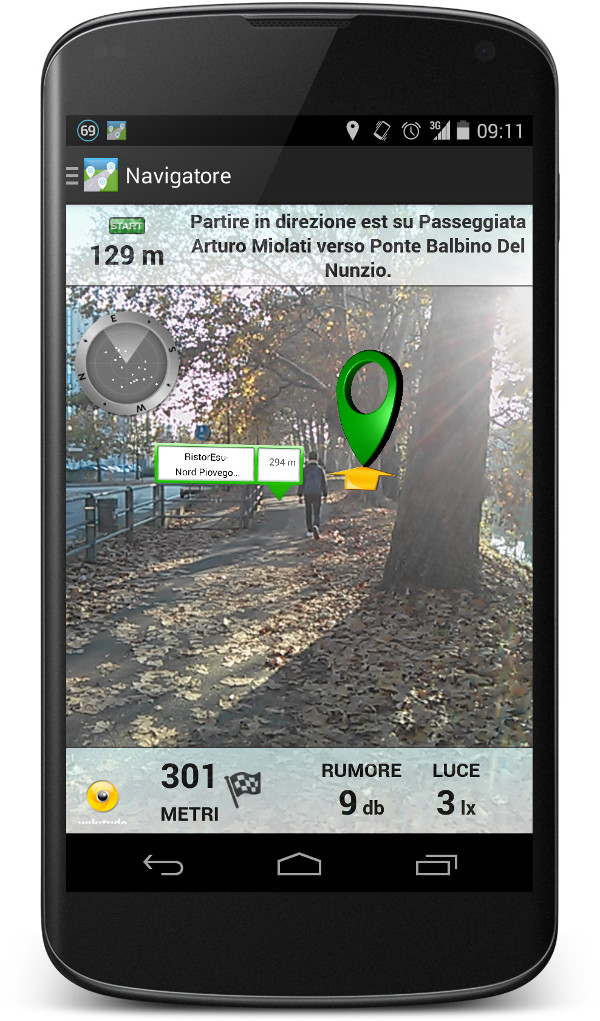 69
3G
09:11
Navigatore
START
129 m
Partire in direzione est su Passeggiata
Arturo Miolati verso Ponte Balbino Del
Nunzio.
E
S
N
W
RistorEsu-
Nord Piovego...
294 m
301
METRI
RUMORE
9 db
LUCE
3 lx